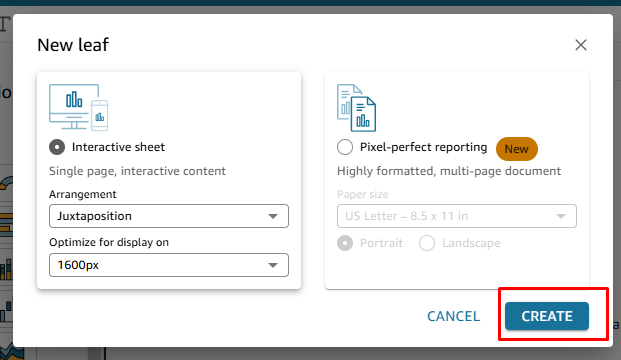 New leaf
Interactive sheet
Single page, interactive content
Arrangement
Juxtaposition
Optimize for display on
1600px
Pixel-perfect reporting New
Highly formatted, multi-page document
Paper size
US Letter – 8.5 x 11 in
Portrait Landscape
CANCEL CREATE